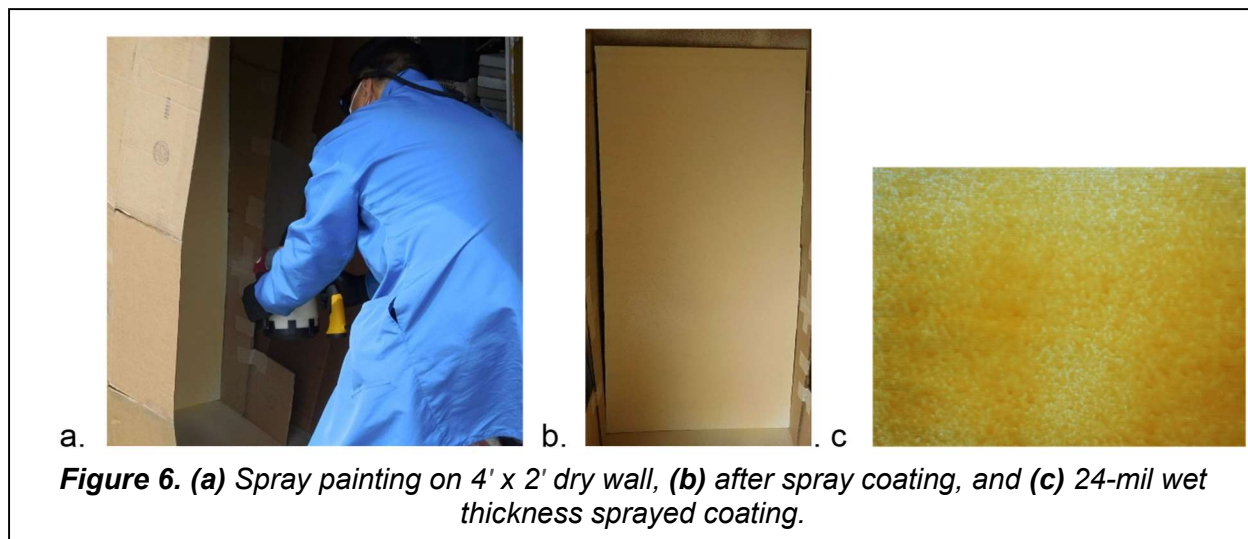 a. b. . c
Figure 6. (a) Spray painting on 4' x 2' dry wall, (b) after spray coating, and (c) 24-mil wet
thickness sprayed coating.